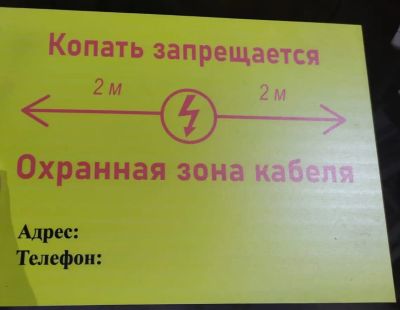 Копать запрещается
2 м 2 м
Охранная зона кабеля
Адрес:
Телефон: